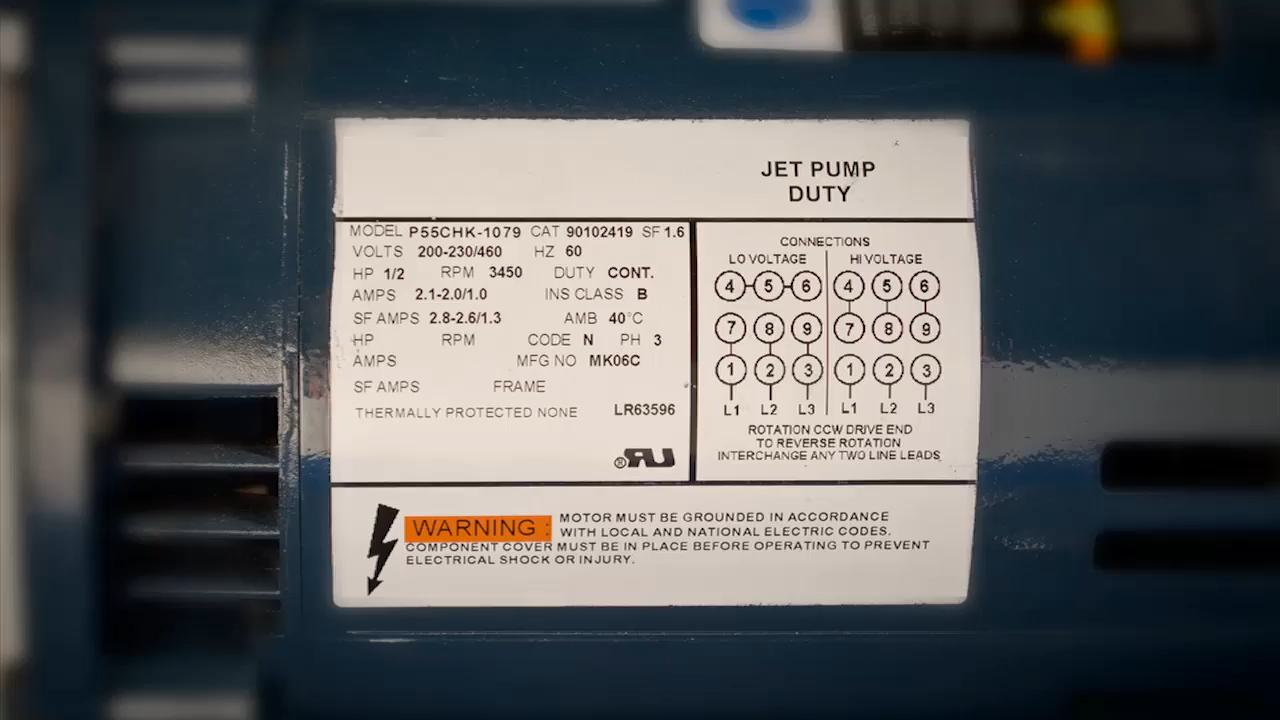 JET PUMP
DUTY
MODEL P55CHK-1079 CAT 90102419 SF 1.6
VOLTS 200-230/460 HZ 60
HP 1/2 RPM 3450 DUTY CONT.
AMPS 2.1-2.0/1.0 INS CLASS B
SF AMPS 2.8-2.6/1.3 AMB 40°C
HP RPM CODE N PH 3
AMPS MFG NO MK06C
SF AMPS FRAME
THERMALLY PROTECTED NONE LR63596
CONNECTIONS
LO VOLTAGE HI VOLTAGE
4 5 6 4 5 6
7 8 9 7 8 9
1 2 3 1 2 3
L1 L2 L3 L1 L2 L3
ROTATION CCW DRIVE END
TO REVERSE ROTATION
INTERCHANGE ANY TWO LINE LEADS
WARNING : MOTOR MUST BE GROUNDED IN ACCORDANCE
WITH LOCAL AND NATIONAL ELECTRIC CODES.
COMPONENT COVER MUST BE IN PLACE BEFORE OPERATING TO PREVENT
ELECTRICAL SHOCK OR INJURY.